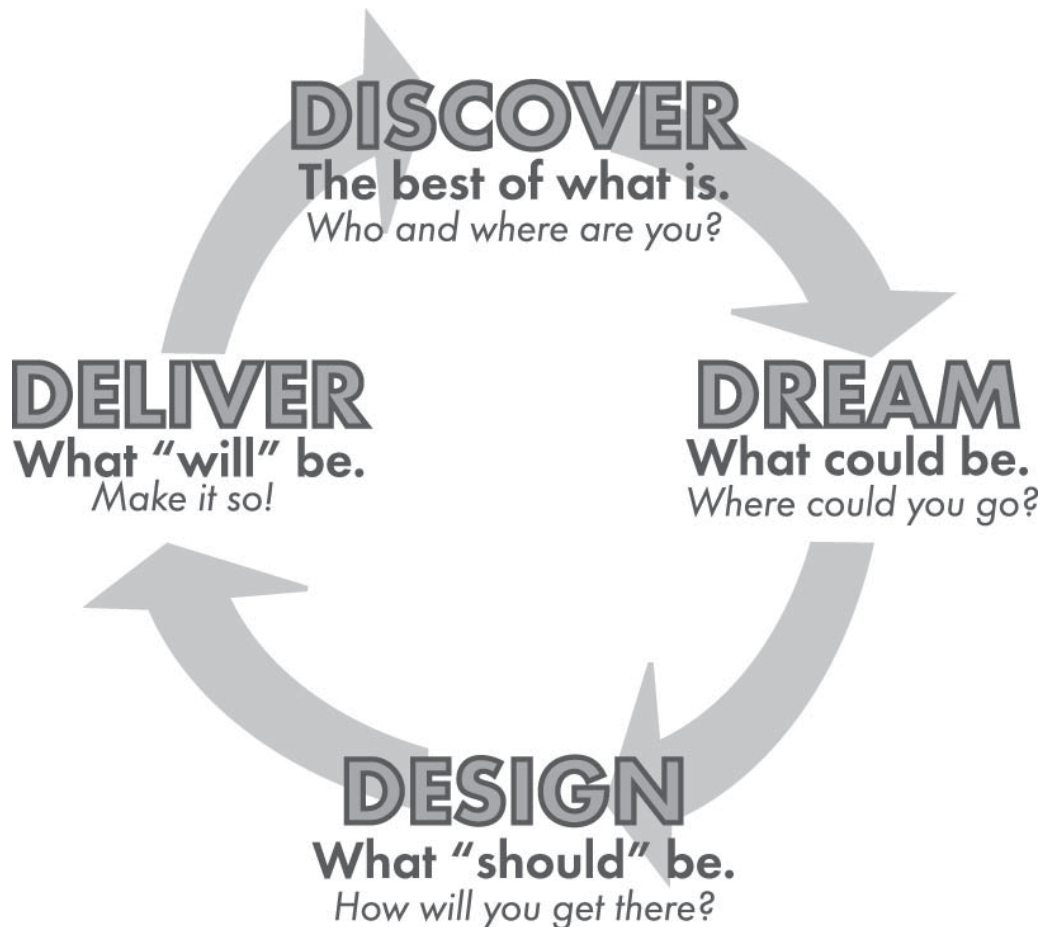 DISCOVER
The best of what is.
Who and where are you?
DREAM
What could be.
Where could you go?
DESIGN
What “should” be.
How will you get there?
DELIVER
What “will” be.
Make it so!